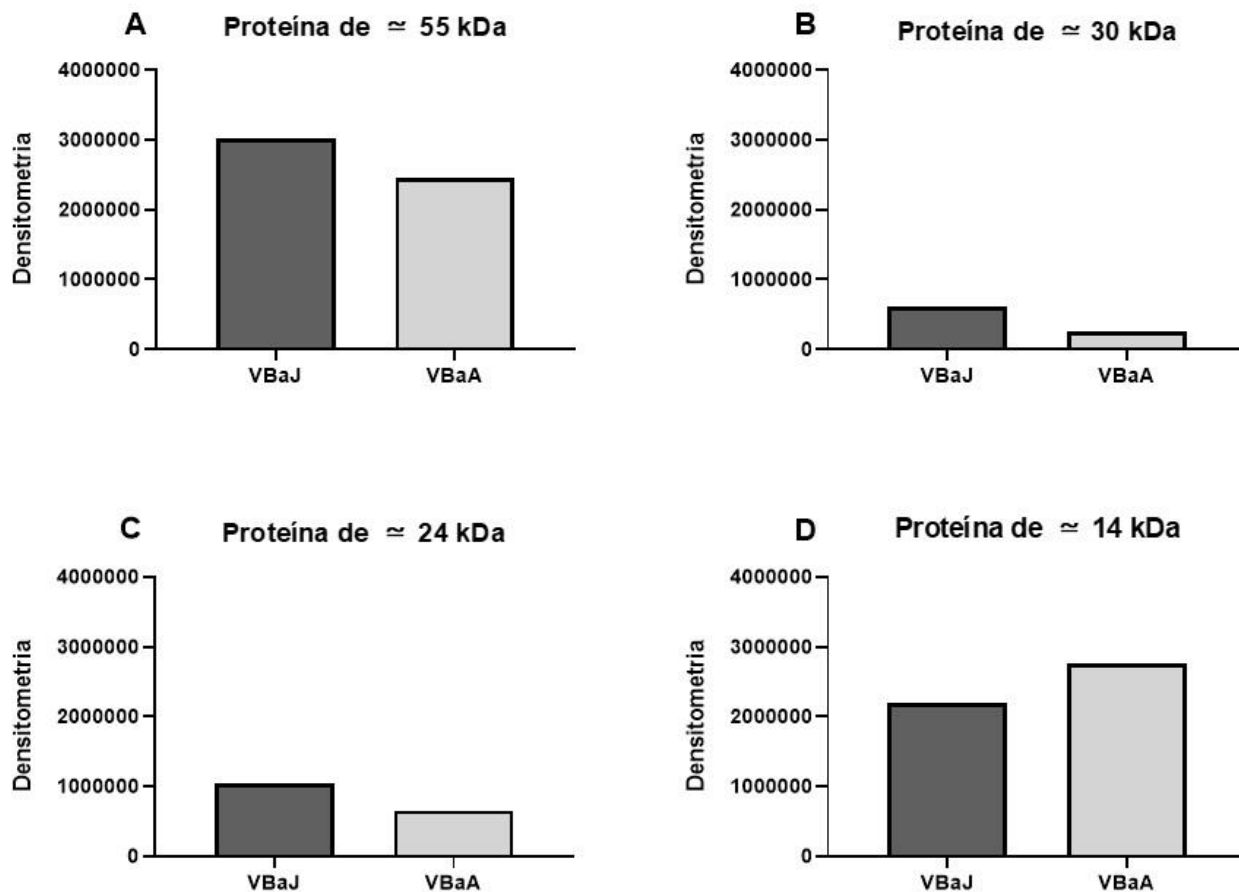 A
Proteína de ≃ 55 kDa
4000000
3000000
2000000
1000000
0
Densitometria
VBaJ
VBaA
B
Proteína de ≃ 30 kDa
4000000
3000000
2000000
1000000
0
Densitometria
VBaJ
VBaA
C
Proteína de ≃ 24 kDa
4000000
3000000
2000000
1000000
0
Densitometria
VBaJ
VBaA
D
Proteína de ≃ 14 kDa
4000000
3000000
2000000
1000000
0
Densitometria
VBaJ
VBaA